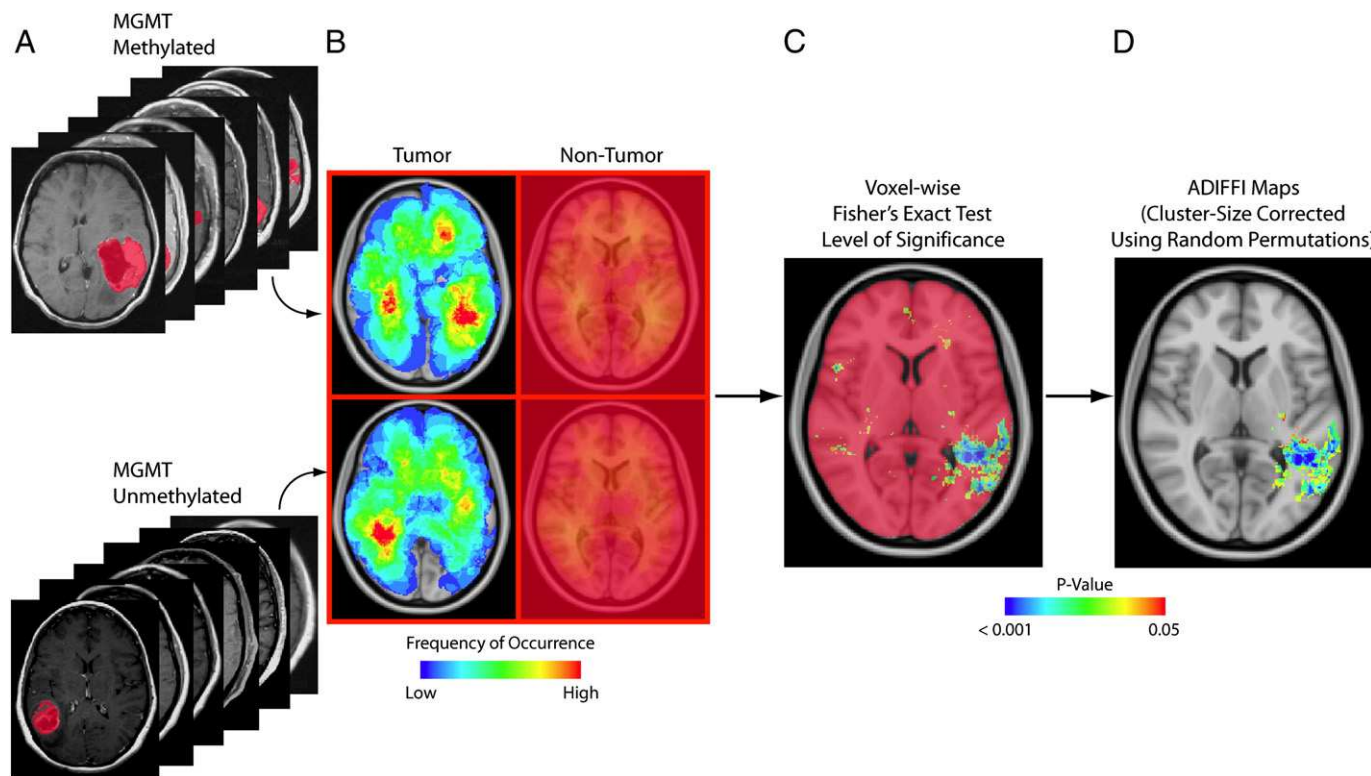 A
MGMT
Methylated
B
C
D
Tumor
Non-Tumor
Voxel-wise
Fisher's Exact Test
Level of Significance
ADIFFI Maps
(Cluster-Size Corrected
Using Random Permutations)
MGMT
Unmethylated
P-Value
< 0.001
0.05
Frequency of Occurrence
Low
High